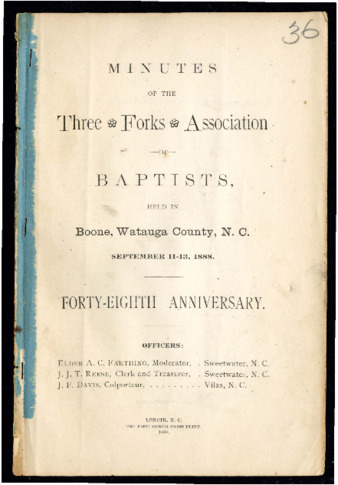 36
MINUTES
OF THE
Three ❀ Forks ❀ Association
—OF—
BAPTISTS,
HELD IN
Boone, Watauga County, N. C.
SEPTEMBER 11-13, 1888.
FORTY-EIGHTH ANNIVERSARY.
OFFICERS:
ELDER A. C. FARTHING, Moderator, . Sweetwater, N. C.
J. J. T. REESE, Clerk and Treasurer, . Sweetwater, N. C.
J. F. DAVIS, Colporteur, . . . . . . . . . Vilas, N. C.
LENOIR, N. C.
1888.